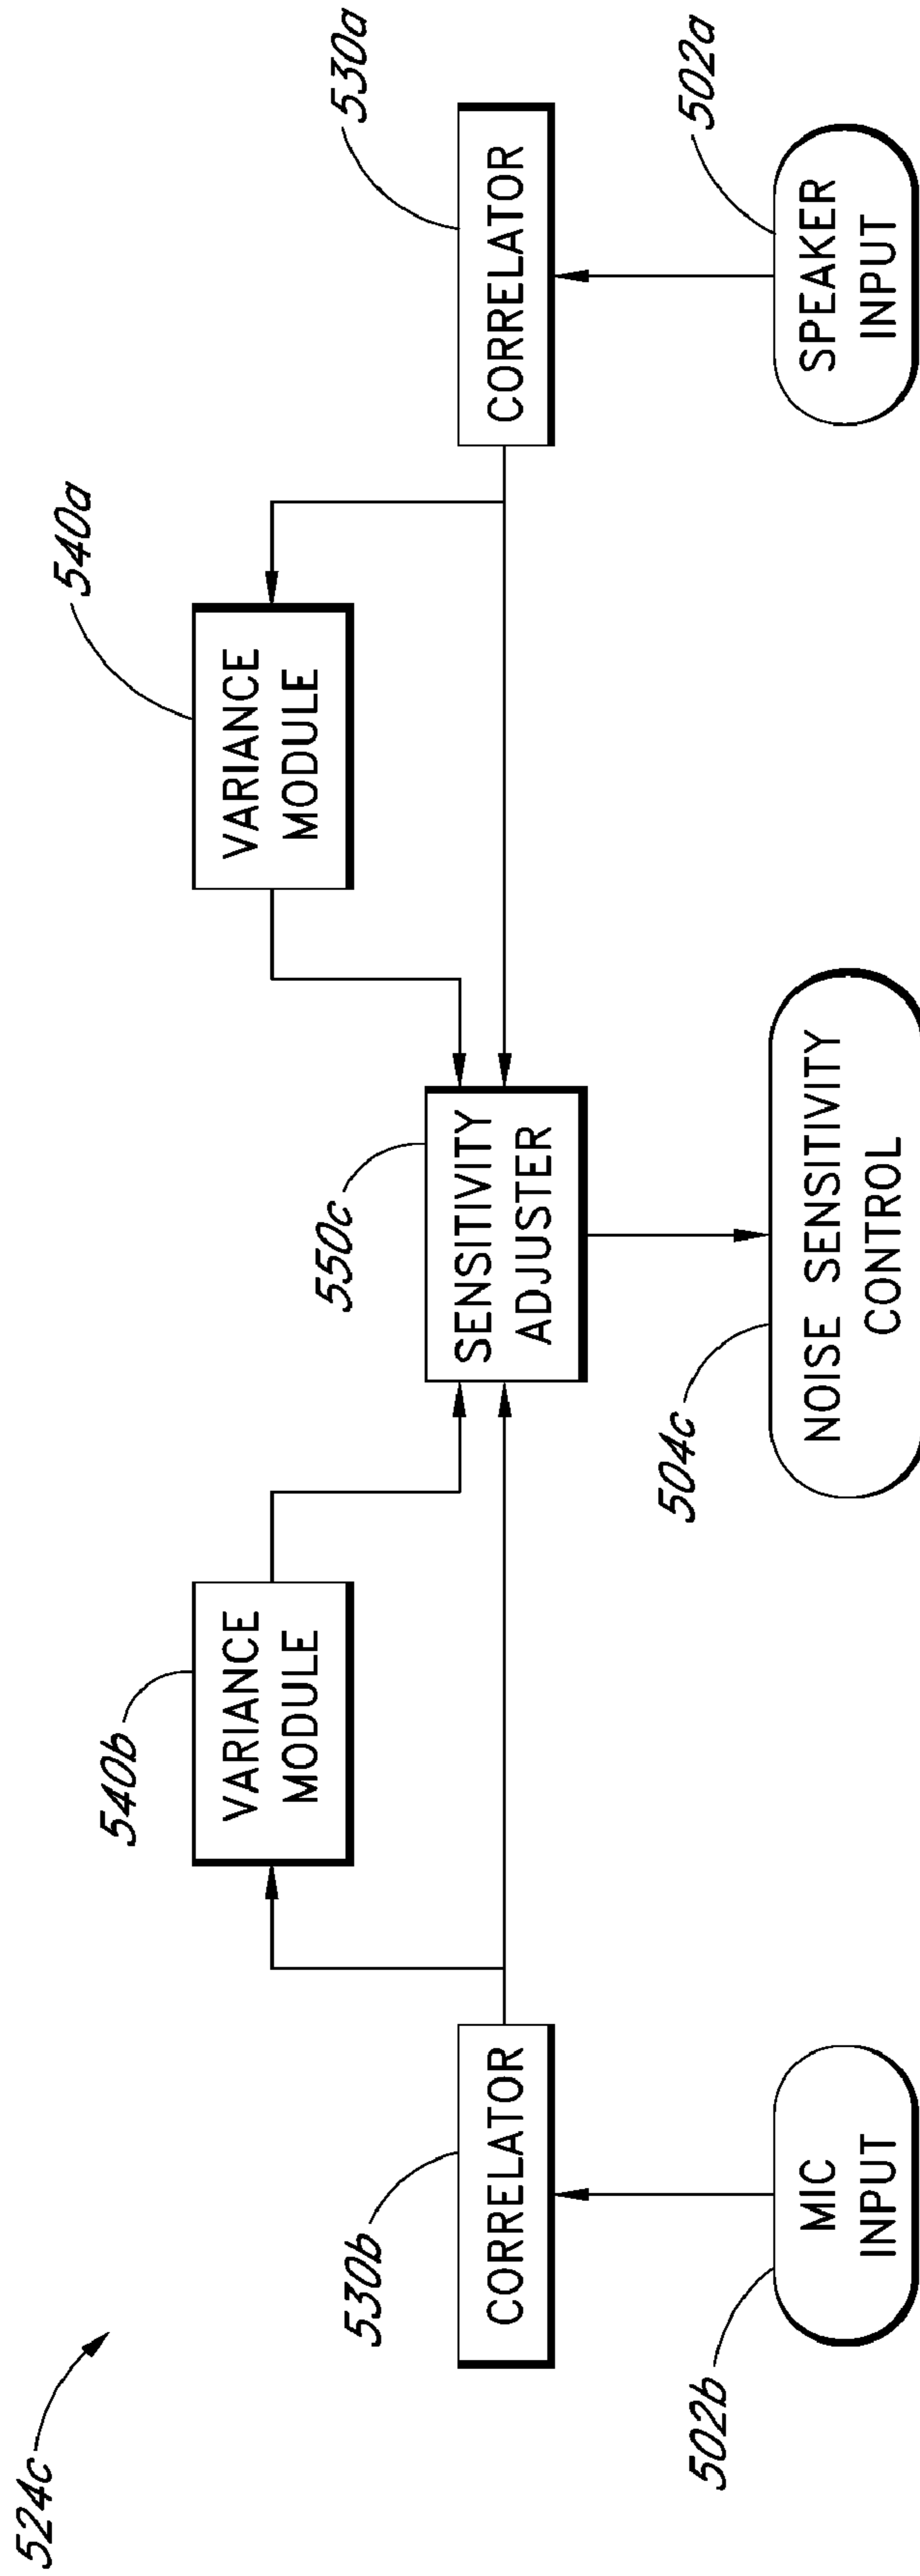 524c
540b
540a
VARIANCE
MODULE
VARIANCE
MODULE
530b
550c
530a
CORRELATOR
SENSITIVITY
ADJUSTER
CORRELATOR
502b
504c
502a
MIC
INPUT
NOISE SENSITIVITY
CONTROL
SPEAKER
INPUT